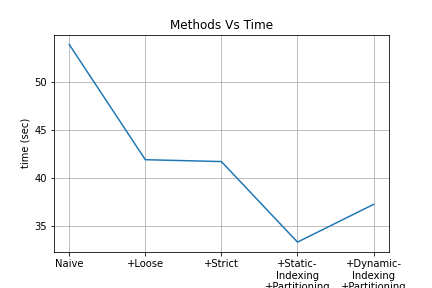 Methods Vs Time
time (sec)
50
45
40
35
Naive
+Loose
+Strict
+Static-
Indexing
+Partitioning
+Dynamic-
Indexing
+Partitioning